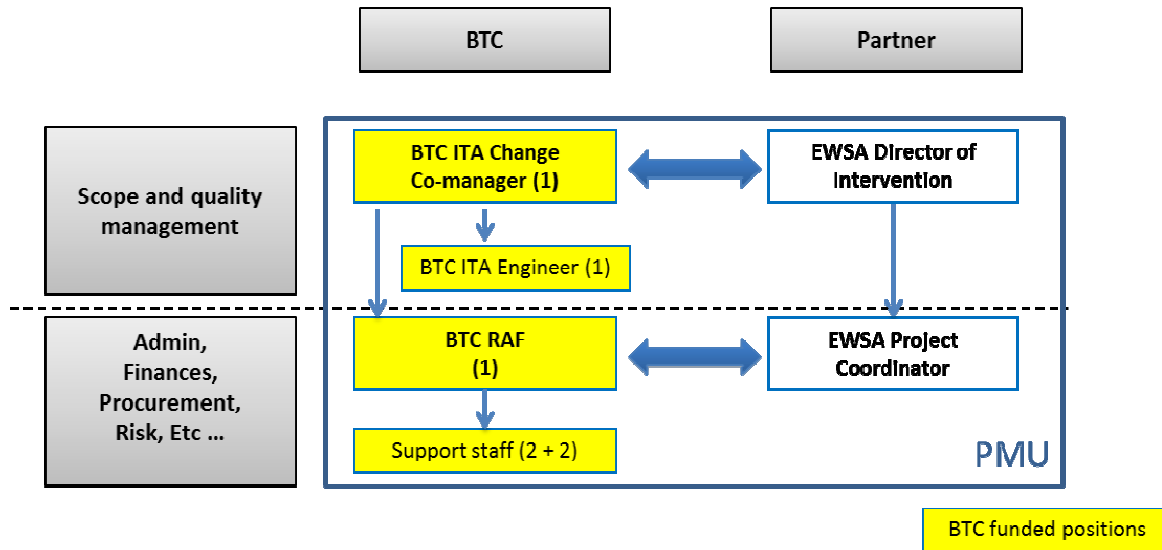 BTC
Partner
Scope and quality
management
BTC ITA Change
Co-manager (1)
EWSA Director of
Intervention
BTC ITA Engineer (1)
Admin,
Finances,
Procurement,
Risk, Etc ...
BTC RAF
(1)
EWSA Project
Coordinator
Support staff (2 + 2)
PMU
BTC funded positions